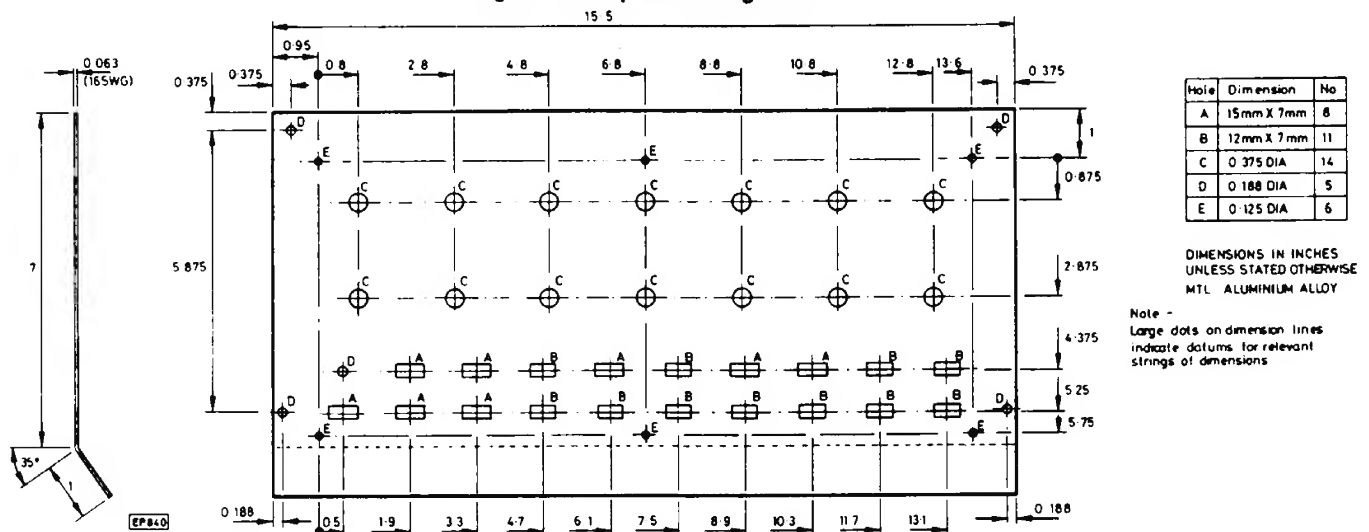 15·5
0·95
0·063
(16SWG)
0·375
0·375
0·8
2·8
4·8
6·8
8·8
10·8
12·8
13·6
0·375
D
D
1
E
E
E
0·875
C
C
C
C
C
C
C
7
5·875
2·875
C
C
C
C
C
C
C
4·375
D
A
A
B
A
B
A
A
B
B
5·25
D
A
A
A
B
B
B
B
B
B
B
D
5·75
E
E
E
35°
1
0·188
0·5
1·9
3·3
4·7
6·1
7·5
8·9
10·3
11·7
13·1
0·188
EP840
Hole Dimension No
A 15mm X 7mm 8
B 12mm X 7mm 11
C 0·375 DIA 14
D 0·188 DIA 5
E 0·125 DIA 6
DIMENSIONS IN INCHES
UNLESS STATED OTHERWISE
MTL ALUMINIUM ALLOY
Note -
Large dots on dimension lines
indicate datums for relevant
strings of dimensions